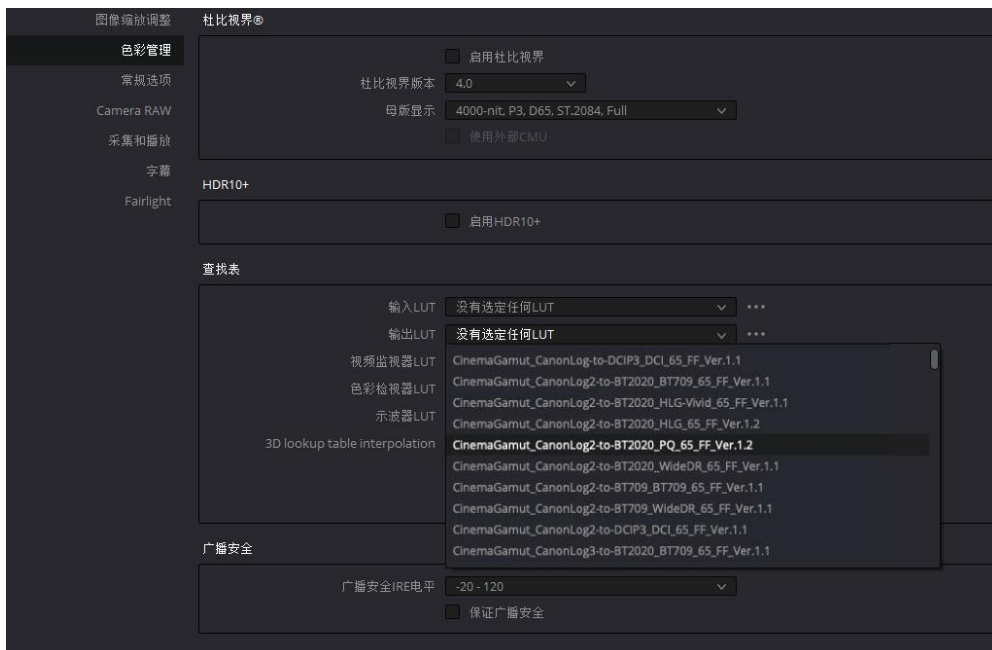 图像缩放调整
杜比视界®
色彩管理
启用杜比视界
常规选项
杜比视界版本 4.0
Camera RAW
母版显示 4000-nit, P3, D65, ST.2084, Full
采集和播放
使用外部CMU
字幕
HDR10+
Fairlight
启用HDR10+
查找表
输入LUT 没有选定任何LUT
输出LUT 没有选定任何LUT
视频监视器LUT CinemaGamut_CanonLog-to-DCIP3_DCI_65_FF_Ver.1.1
CinemaGamut_CanonLog2-to-BT2020_BT709_65_FF_Ver.1.1
色彩检视器LUT
CinemaGamut_CanonLog2-to-BT2020_HLG-Vivid_65_FF_Ver.1.1
示波器LUT
CinemaGamut_CanonLog2-to-BT2020_HLG_65_FF_Ver.1.2
3D lookup table interpolation CinemaGamut_CanonLog2-to-BT2020_PQ_65_FF_Ver.1.2
CinemaGamut_CanonLog2-to-BT2020_WideDR_65_FF_Ver.1.1
CinemaGamut_CanonLog2-to-BT709_BT709_65_FF_Ver.1.1
CinemaGamut_CanonLog2-to-BT709_WideDR_65_FF_Ver.1.1
CinemaGamut_CanonLog2-to-DCIP3_DCI_65_FF_Ver.1.1
CinemaGamut_CanonLog3-to-BT2020_BT709_65_FF_Ver.1.1
广播安全
广播安全IRE电平 -20 - 120
保证广播安全